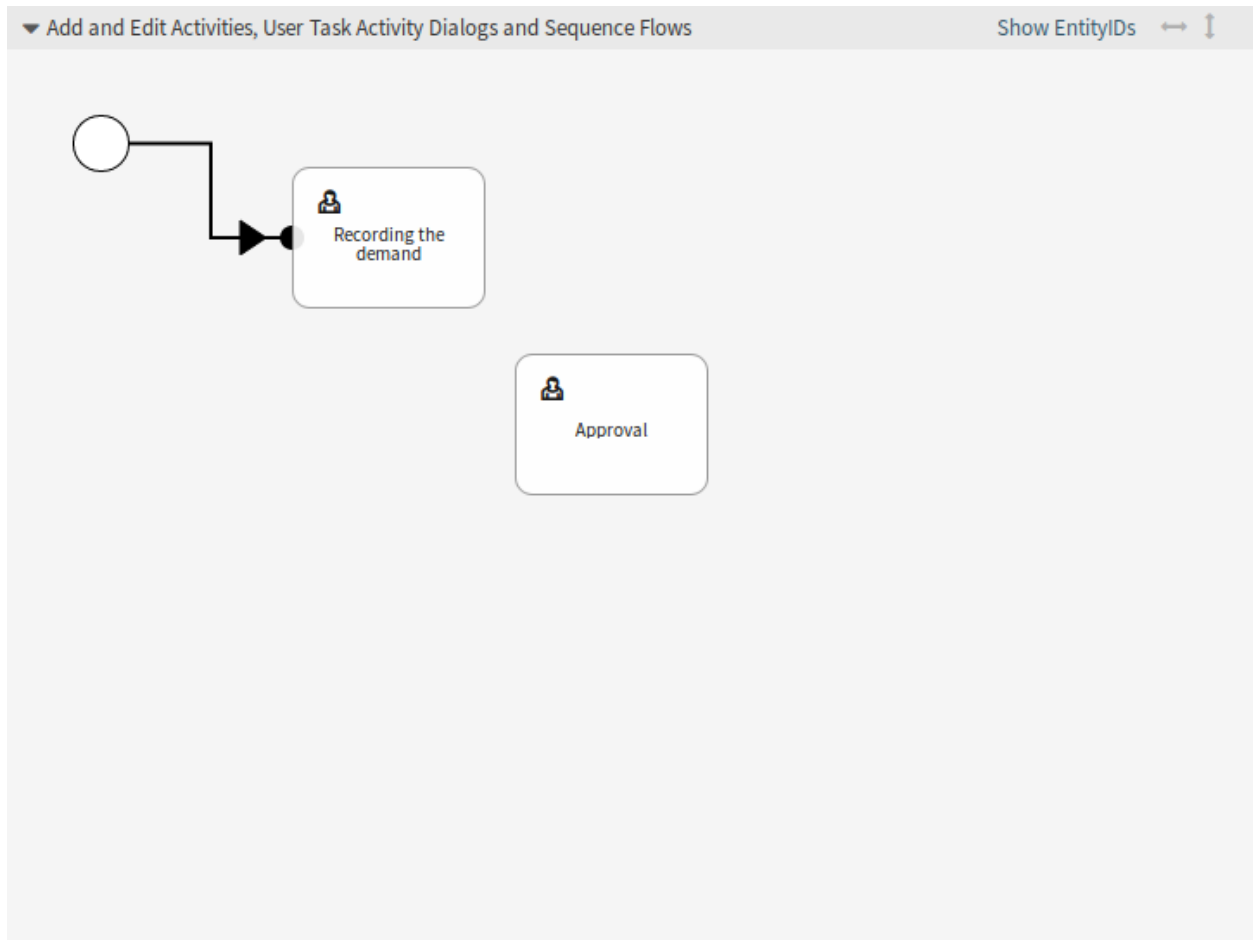 Add and Edit Activities, User Task Activity Dialogs and Sequence Flows
Show EntityIDs
Recording the
demand
Approval